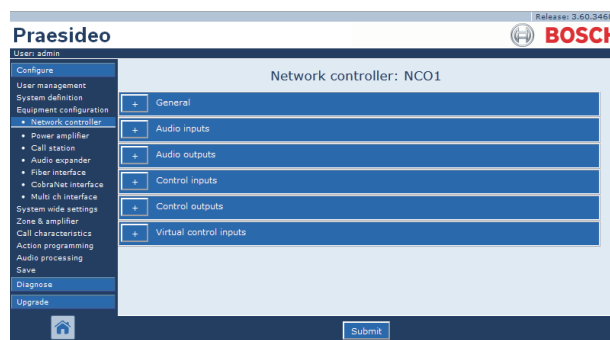 Release: 3.60.346
Praesideo
BOSCH
User: admin
Configure
User management
System definition
Equipment configuration
• Network controller
• Power amplifier
• Call station
• Audio expander
• Fiber interface
• CobraNet interface
• Multi ch interface
System wide settings
Zone & amplifier
Call characteristics
Action programming
Audio processing
Save
Diagnose
Upgrade
Network controller: NCO1
+ General
+ Audio inputs
+ Audio outputs
+ Control inputs
+ Control outputs
+ Virtual control inputs
Submit